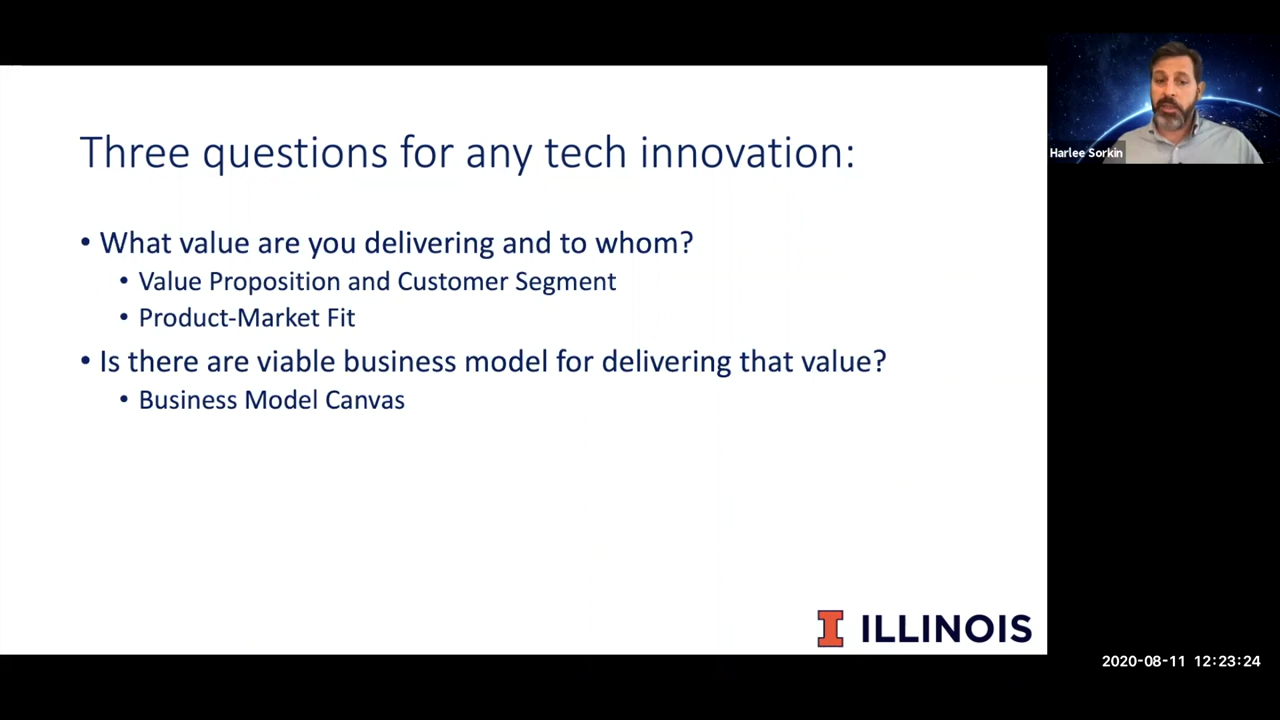 Three questions for any tech innovation:
• What value are you delivering and to whom?
• Value Proposition and Customer Segment
• Product-Market Fit
• Is there are viable business model for delivering that value?
• Business Model Canvas
I ILLINOIS
Harlee Sorkin
2020-08-11 12:23:24